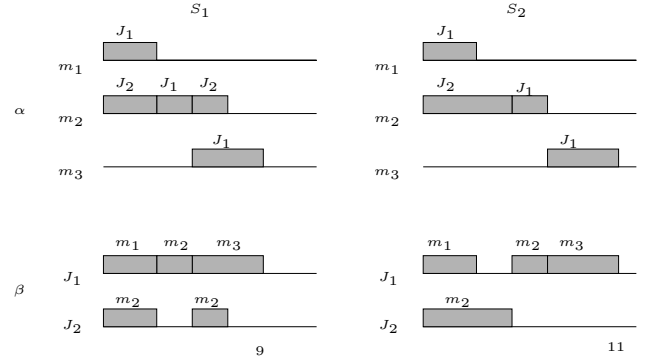 S₁ S₂
J₁ J₁
m₁ m₁
J₂ J₁ J₂ J₂ J₁
α m₂ m₂
J₁ J₁
m₃ m₃
m₁ m₂ m₃ m₁ m₂ m₃
J₁ J₁
β m₂ m₂ m₂
J₂ J₂
9 11